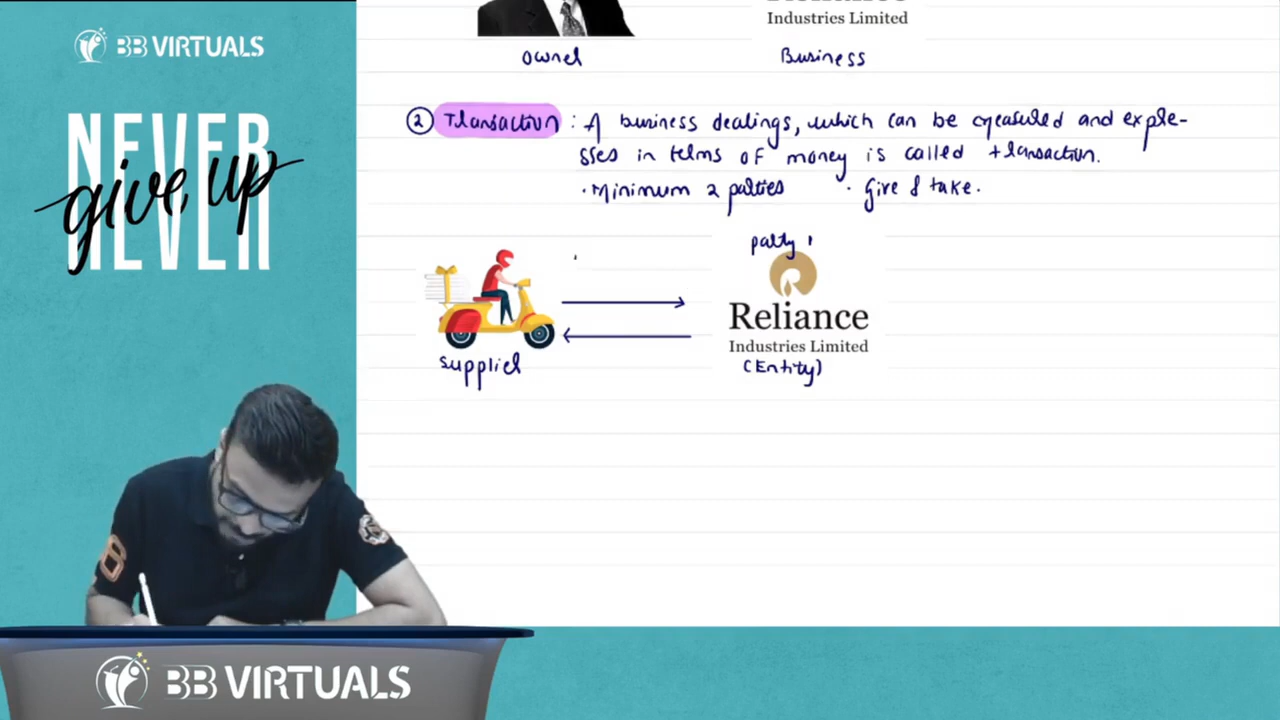 Industries Limited
BB VIRTUALS
owner
Business
NEVER
give up
NEVER
② Transaction : A business dealings, which can be measured and expre-
sses in terms of money is called transaction.
· Minimum 2 parties · Give & take.
party 1
Reliance
Industries Limited
supplier
(Entity)
BB VIRTUALS